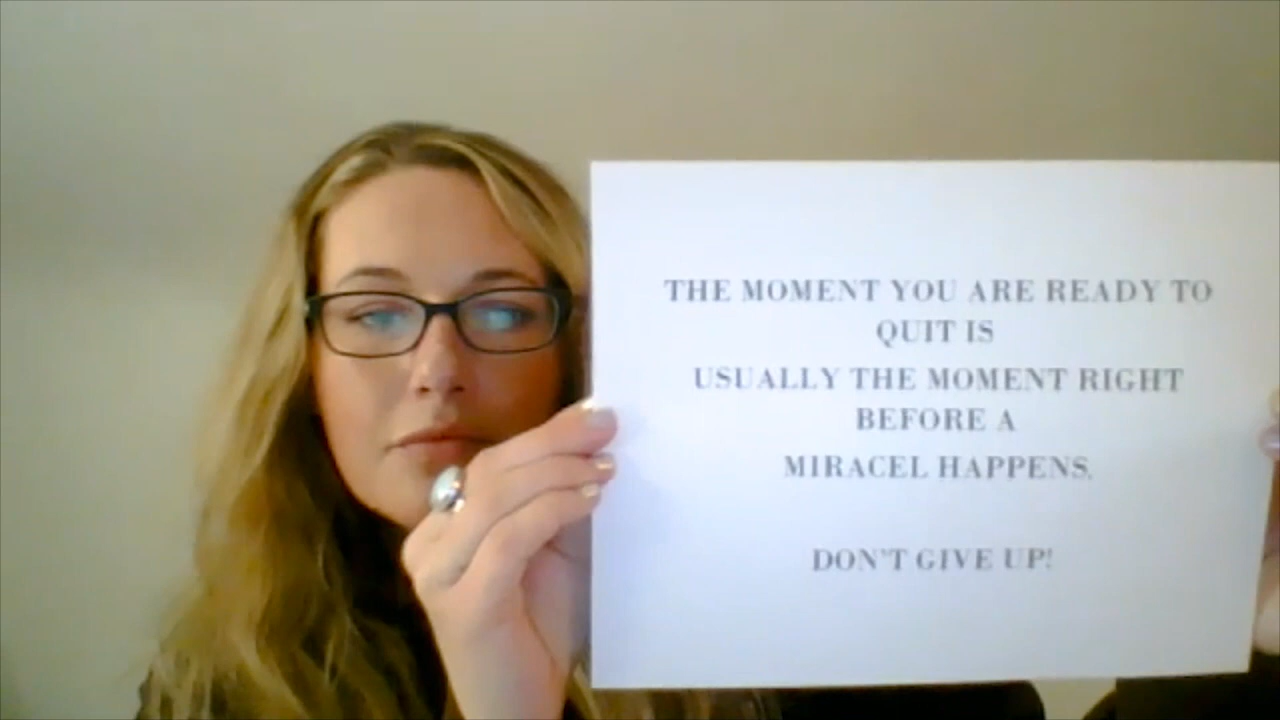 THE MOMENT YOU ARE READY TO
QUIT IS
USUALLY THE MOMENT RIGHT
BEFORE A
MIRACEL HAPPENS.
DON'T GIVE UP!